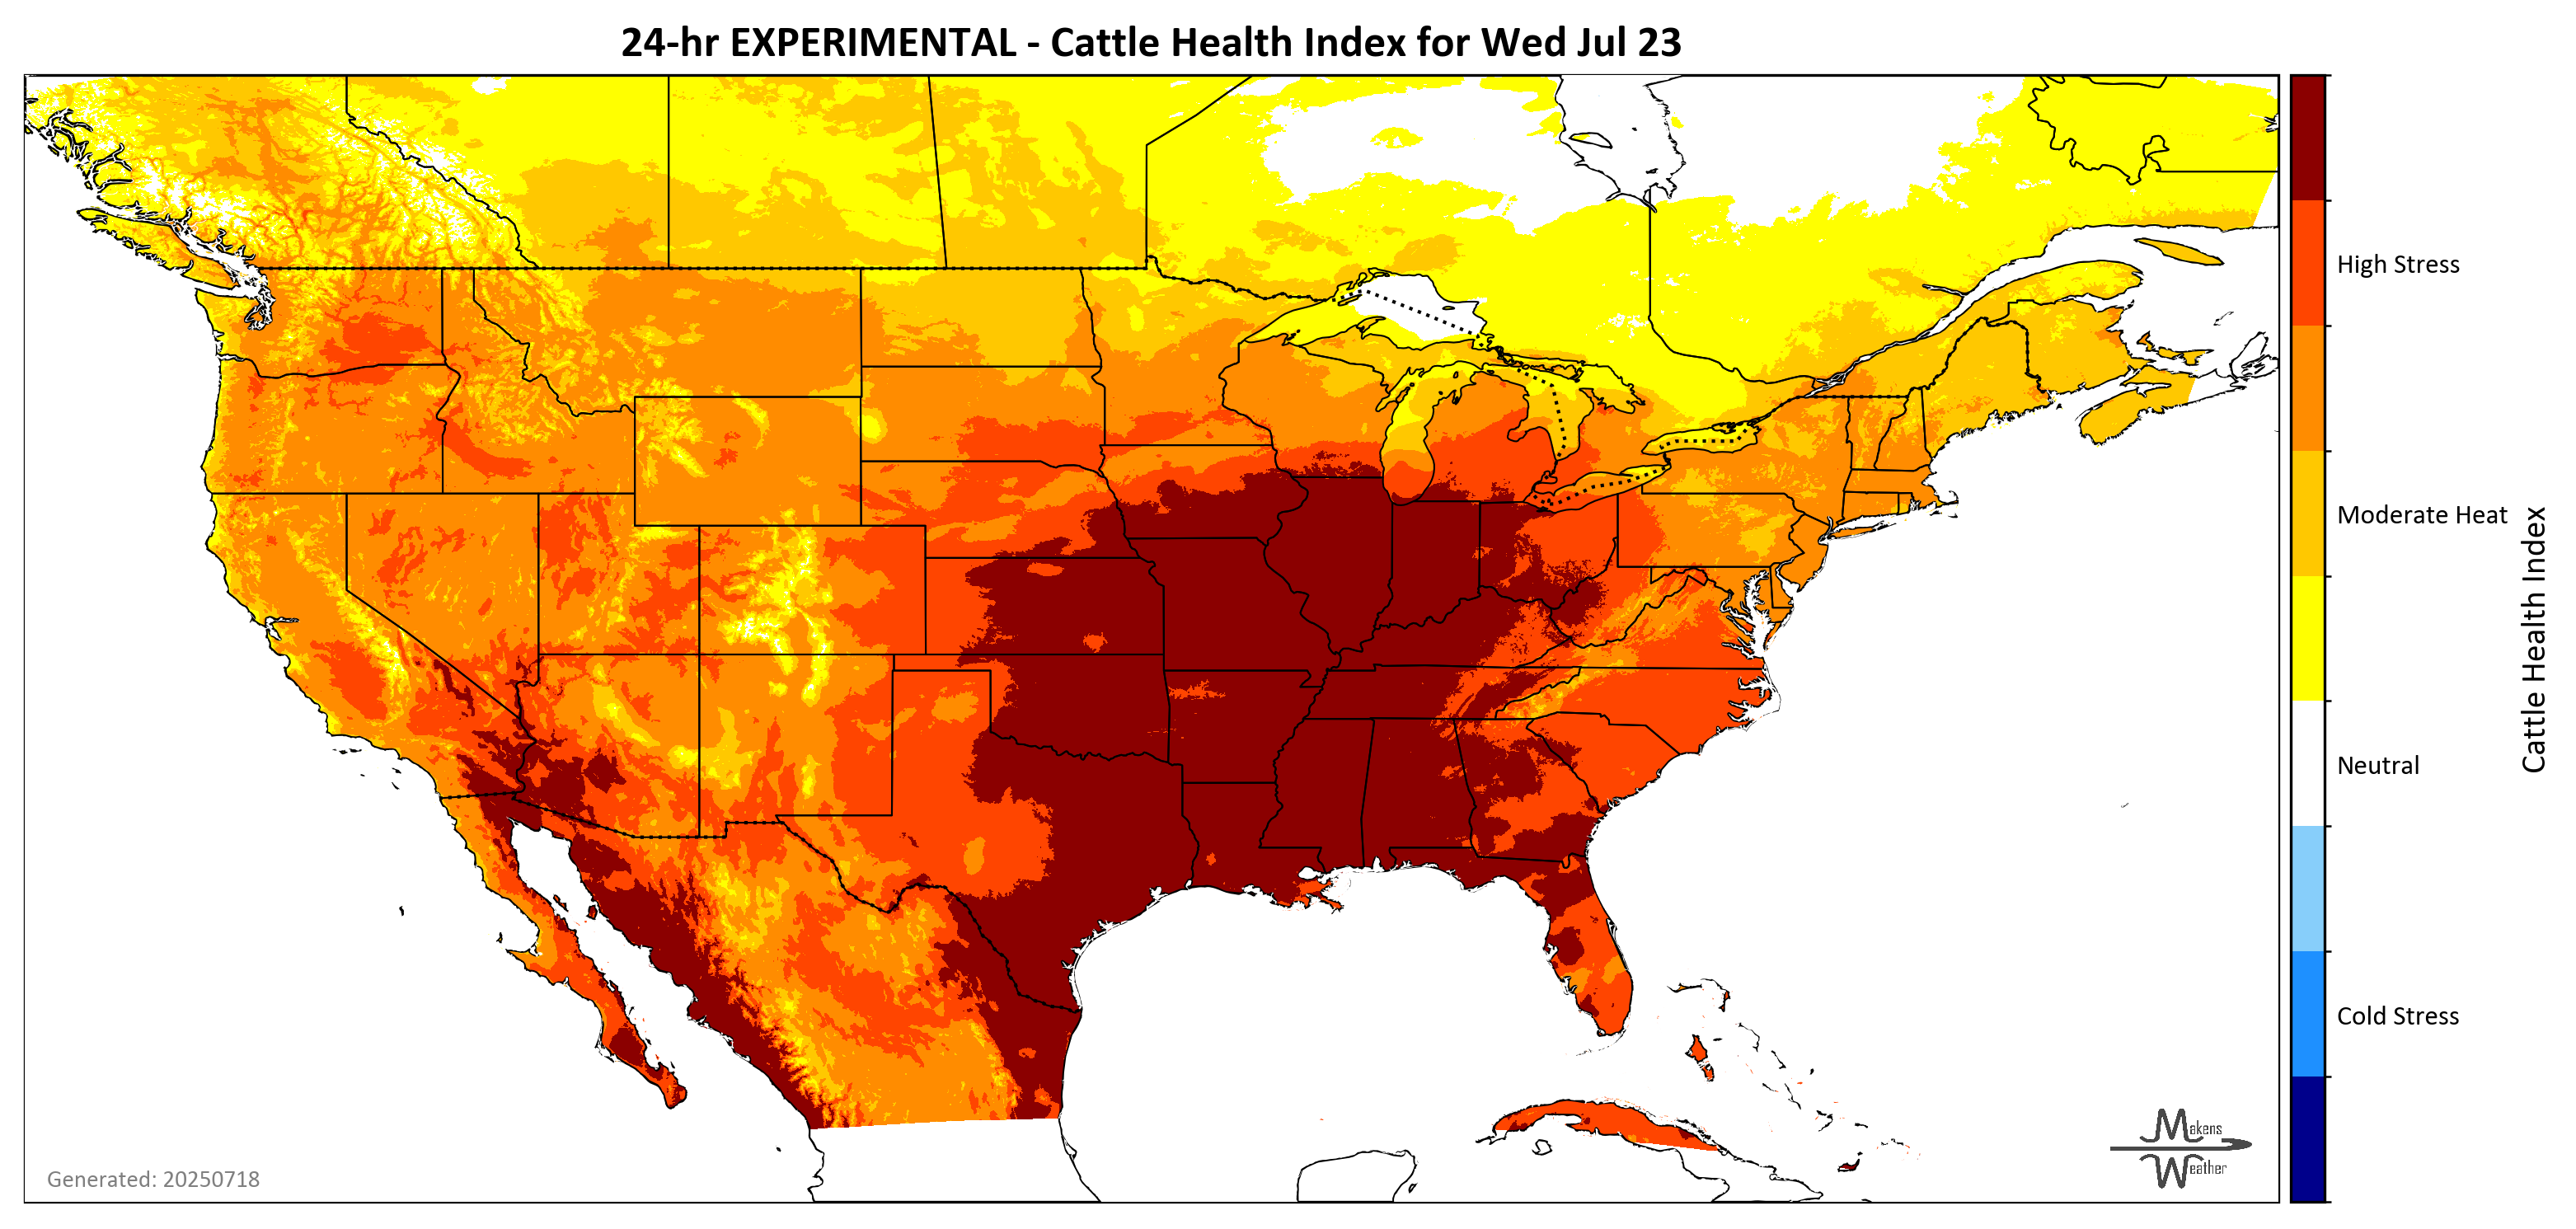 24-hr EXPERIMENTAL - Cattle Health Index for Wed Jul 23
High Stress
Moderate Heat
Neutral
Cold Stress
Cattle Health Index
Generated: 20250718
Makens
Weather